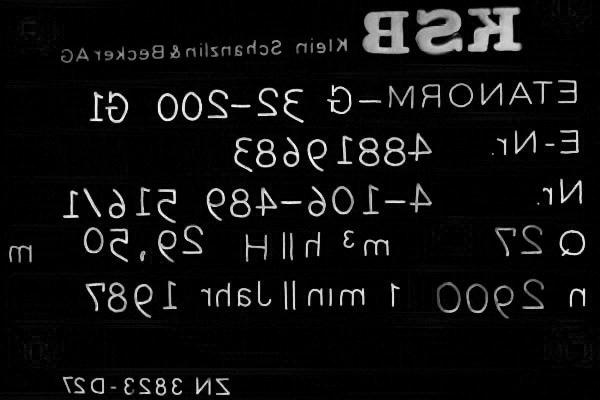 KSB Klein Schanzlin & Becker AG
ETANORM-G 32-200 G1
E-Nr. 48819683
Nr. 4-106-489 516/1
Q 27 m³ h || H 29,50 m
n 2900 1 min || Jahr 1987
ZN 3823-D27